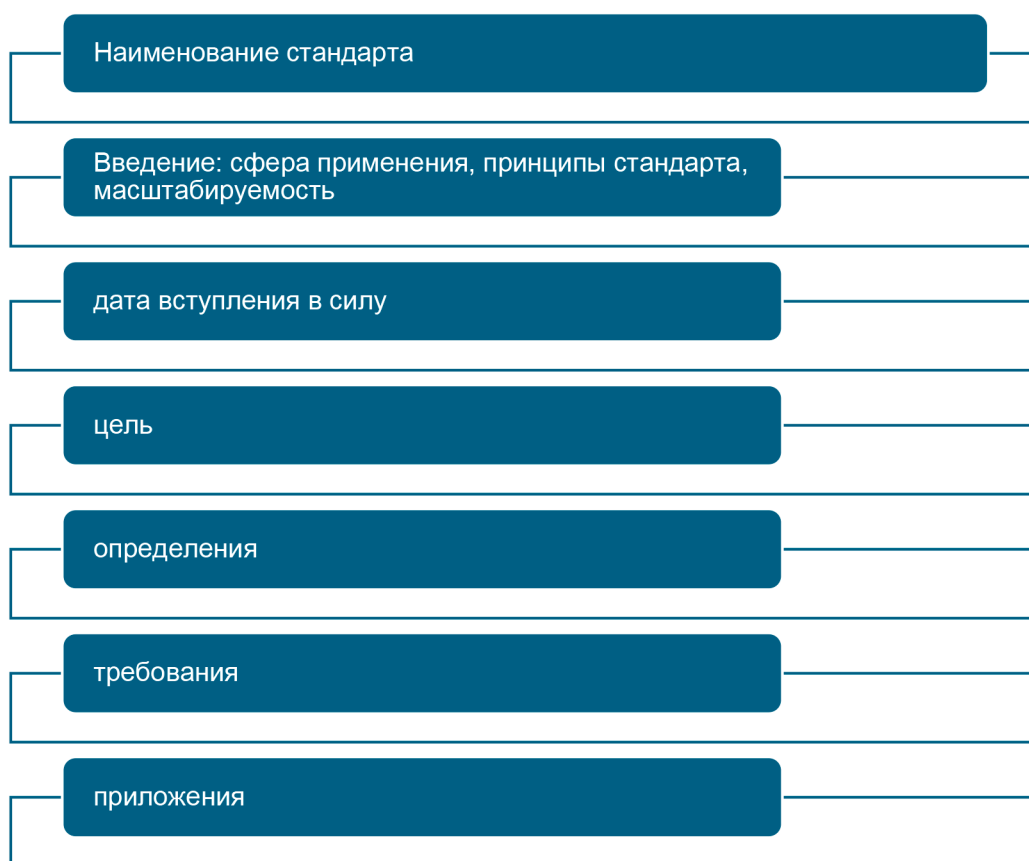 Наименование стандарта
Введение: сфера применения, принципы стандарта,
масштабируемость
дата вступления в силу
цель
определения
требования
приложения